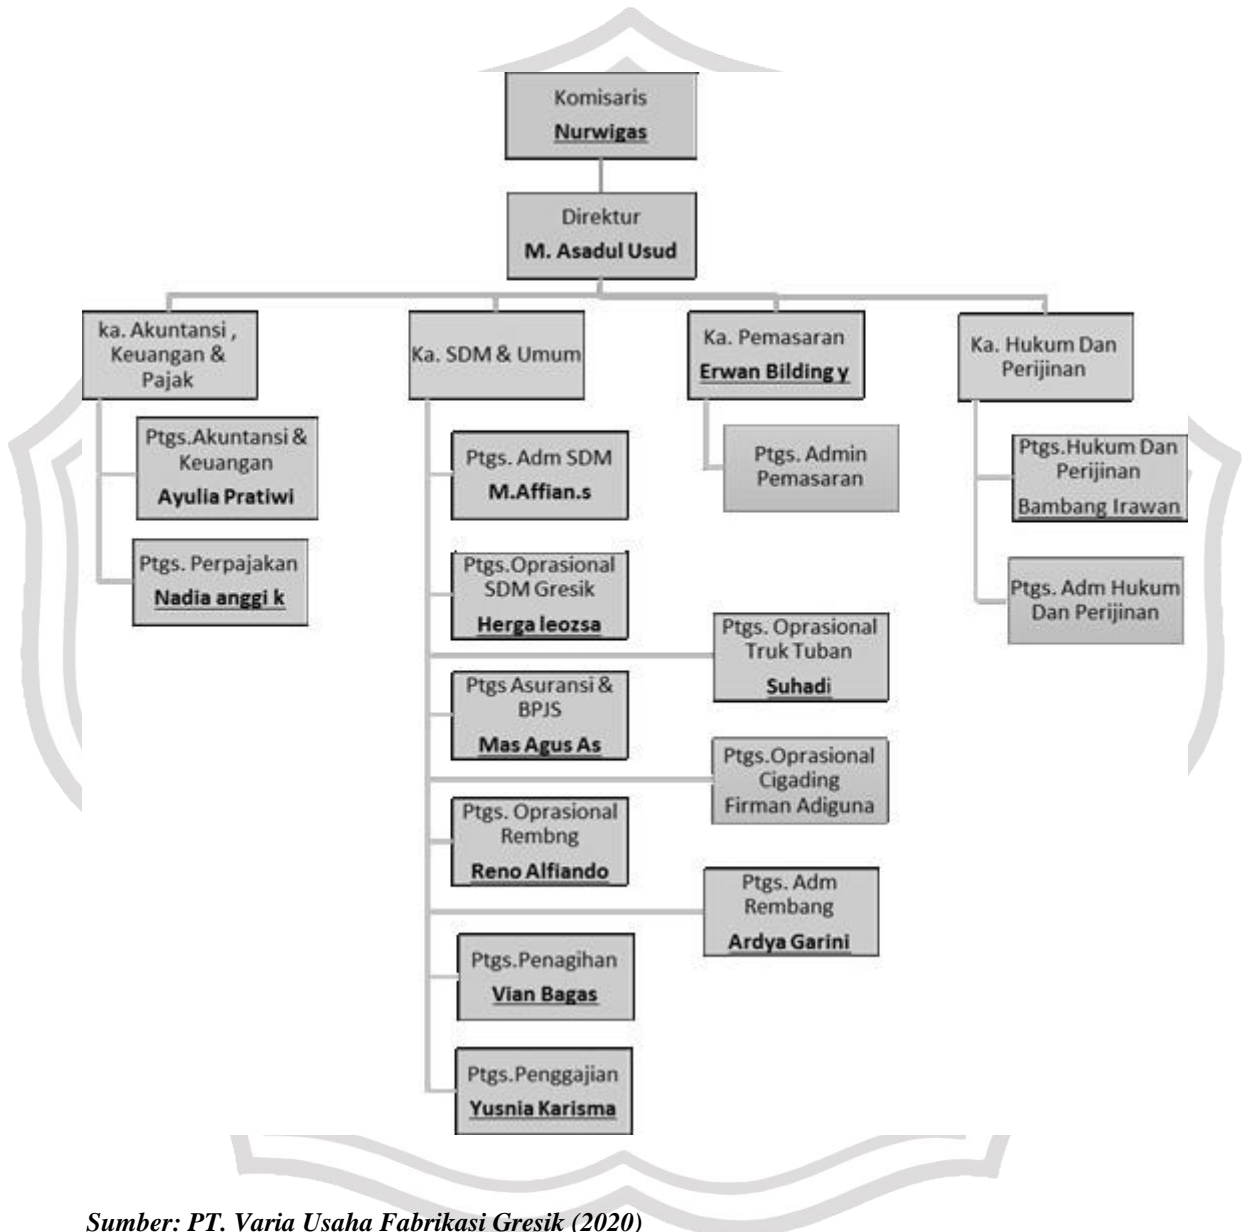 Komisaris
Nurwigas
Direktur
M. Asadul Usud
ka. Akuntansi ,
Keuangan &
Pajak
Ka. SDM & Umum
Ka. Pemasaran
Erwan Bilding y
Ka. Hukum Dan
Perijinan
Ptgs.Akuntansi &
Keuangan
Ayulia Pratiwi
Ptgs. Perpajakan
Nadia anggi k
Ptgs. Adm SDM
M.Affian.s
Ptgs.Oprasional
SDM Gresik
Herga leozsa
Ptgs Asuransi &
BPJS
Mas Agus As
Ptgs. Oprasional
Rembng
Reno Alfiando
Ptgs.Penagihan
Vian Bagas
Ptgs.Penggajian
Yusnia Karisma
Ptgs. Oprasional
Truk Tuban
Suhadi
Ptgs.Oprasional
Cigading
Firman Adiguna
Ptgs. Adm
Rembang
Ardya Garini
Ptgs. Admin
Pemasaran
Ptgs.Hukum Dan
Perijinan
Bambang Irawan
Ptgs. Adm Hukum
Dan Perijinan
Sumber: PT. Varia Usaha Fabrikasi Gresik (2020)